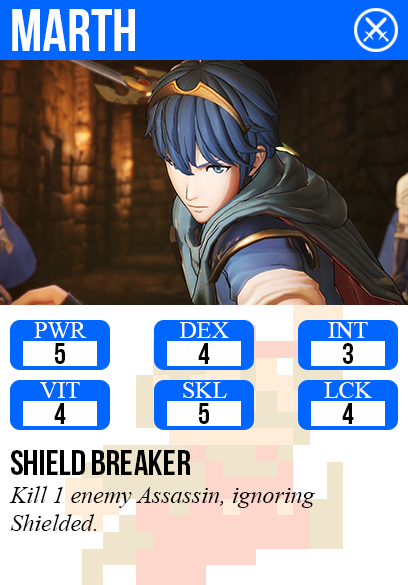 MARTH
PWR DEX INT
5 4 3
VIT SKL LCK
4 5 4
SHIELD BREAKER
Kill 1 enemy Assassin, ignoring
Shielded.